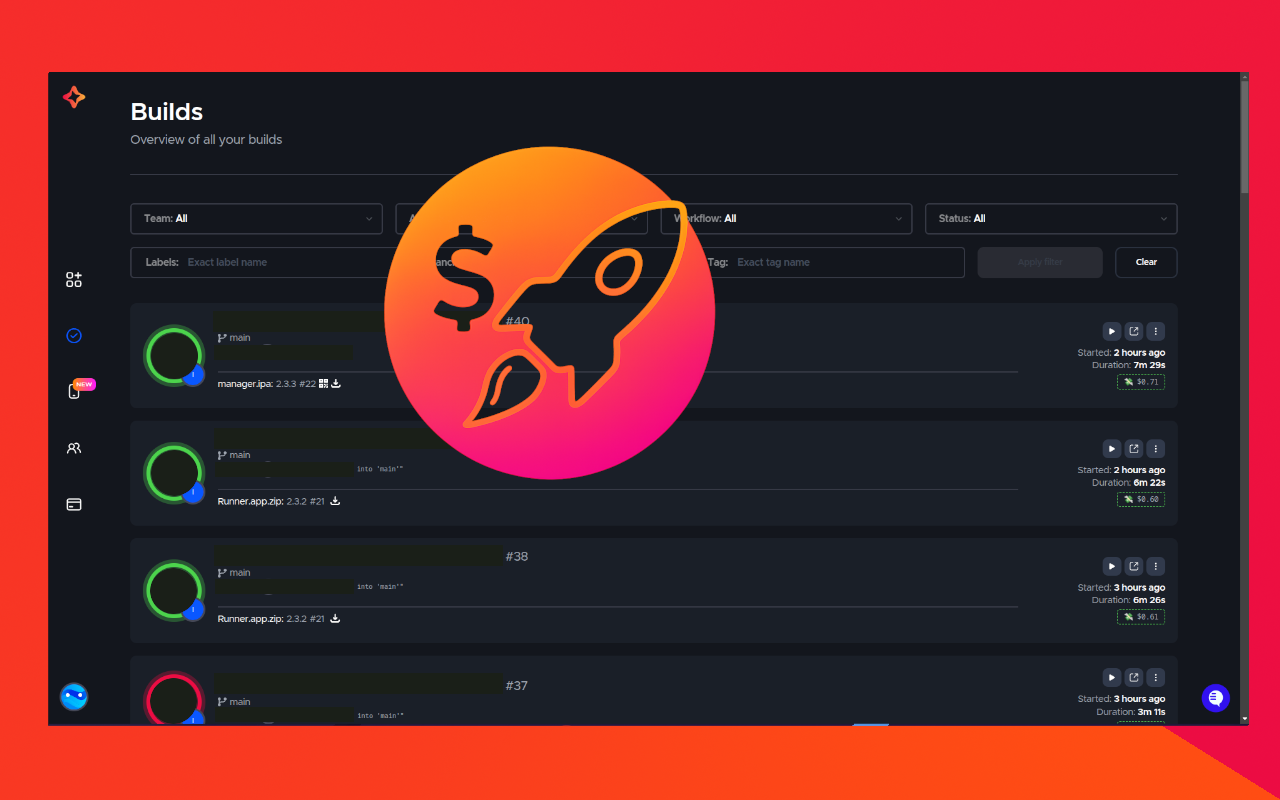 Builds
Overview of all your builds
Team: All
Workflow: All
Status: All
Labels: Exact label name
Tag: Exact tag name
Apply filter
Clear
#40
main
manager.ipa: 2.3.3 #22
Started: 2 hours ago
Duration: 7m 29s
$0.71
NEW
main
into 'main'"
Runner.app.zip: 2.3.2 #21
Started: 2 hours ago
Duration: 6m 22s
$0.60
#38
main
into 'main'"
Runner.app.zip: 2.3.2 #21
Started: 3 hours ago
Duration: 6m 26s
$0.61
#37
main
into 'main'"
Started: 3 hours ago
Duration: 3m 11s
$